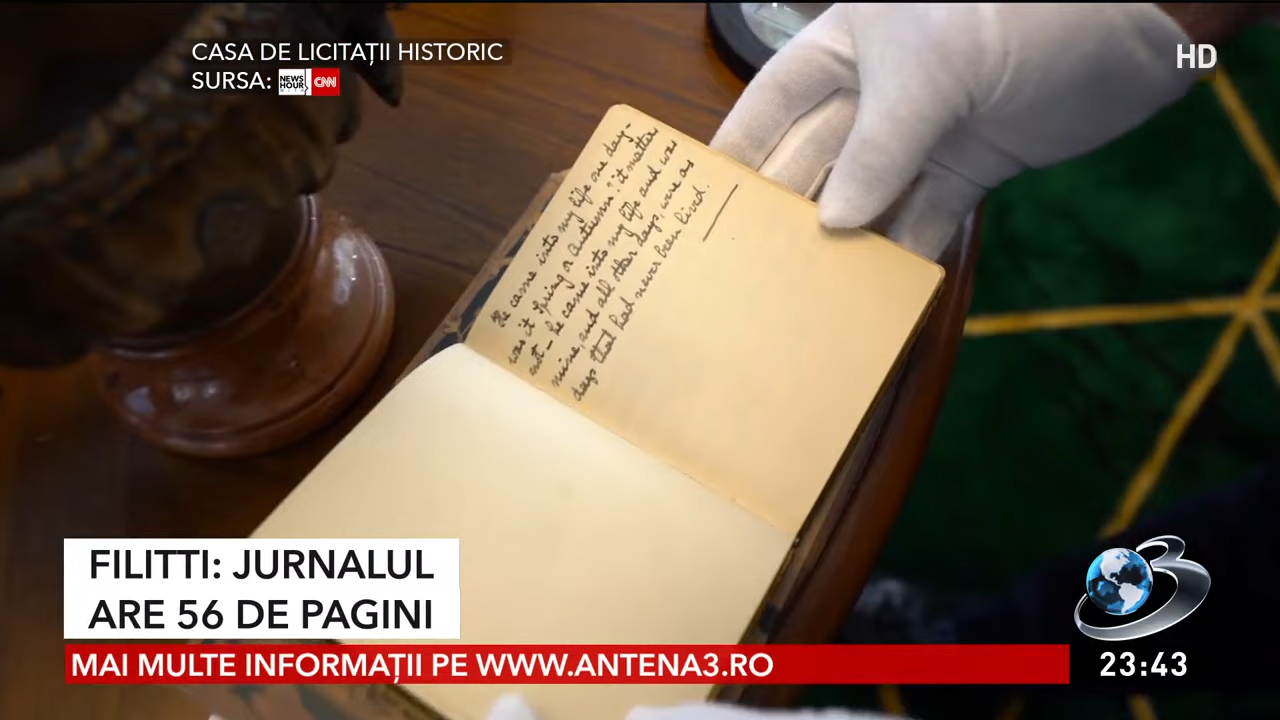 CASA DE LICITAȚII HISTORIC
HD
SURSA: NEWS HOUR CNN
He came into my life one day-
was it Spring or Autumn? it matters
not - he came into my life and was
mine, and all other days, were as
days that had never been lived.
FILITTI: JURNALUL
ARE 56 DE PAGINI
MAI MULTE INFORMAȚII PE WWW.ANTENA3.RO
3
23:43